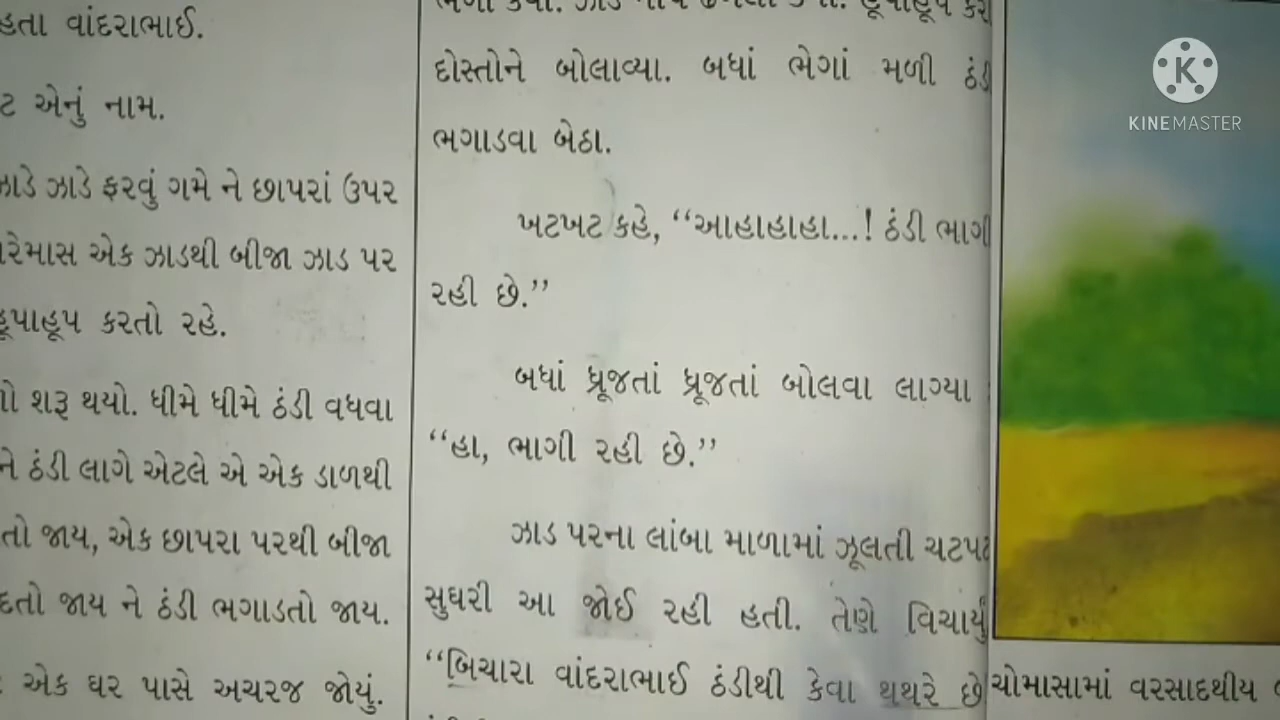 હતા વાંદરાભાઈ.
એનું નામ.
ઝાડે ઝાડે ફરવું ગમે ને છાપરાં ઉપર
એક ઝાડથી બીજા ઝાડ પર
હૂપાહૂપ કરતો રહે.
શરૂ થયો. ધીમે ધીમે ઠંડી વધવા
ને ઠંડી લાગે એટલે એ એક ડાળથી
જાય, એક છાપરા પરથી બીજા
જાય ને ઠંડી ભગાડતો જાય.
એક ઘર પાસે અચરજ જોયું.
દોસ્તોને બોલાવ્યા. બધાં ભેગાં મળી
ભગાડવા બેઠા.
ખટખટ કહે, “આહાહાહા...! ઠંડી ભાગી
રહી છે.”
બધાં ધ્રૂજતાં ધ્રૂજતાં બોલવા લાગ્યા :
“હા, ભાગી રહી છે.”
ઝાડ પરના લાંબા માળામાં ઝૂલતી
સુઘરી આ જોઈ રહી હતી. તેણે વિચાર્યું
“બિચારા વાંદરાભાઈ ઠંડીથી કેવા થથરે છે
ચોમાસામાં વરસાદથીય
KINEMASTER